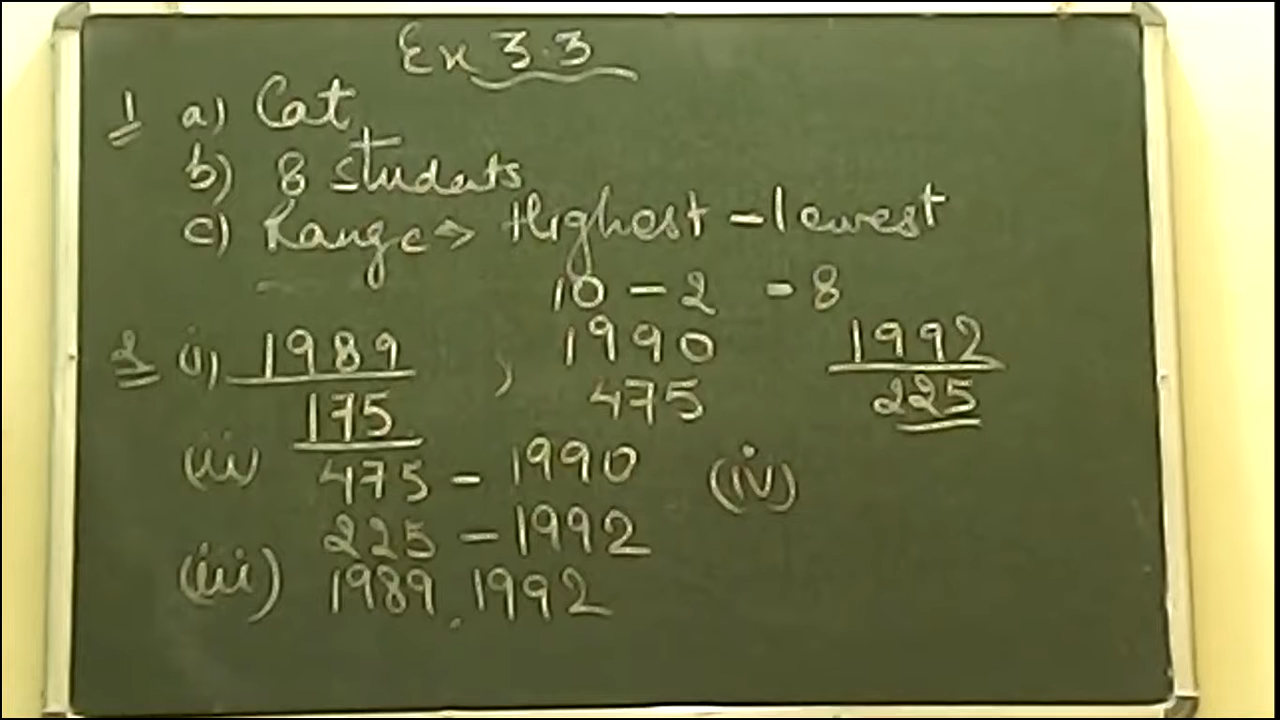 Ex 3.3
1 a) Cat
b) 8 students
c) Range → Highest - lowest
10 - 2 - 8
2 (i) 1989 , 1990 1992
175 475 225
(ii) 475 - 1990 (iv)
225 - 1992
(iii) 1989, 1992